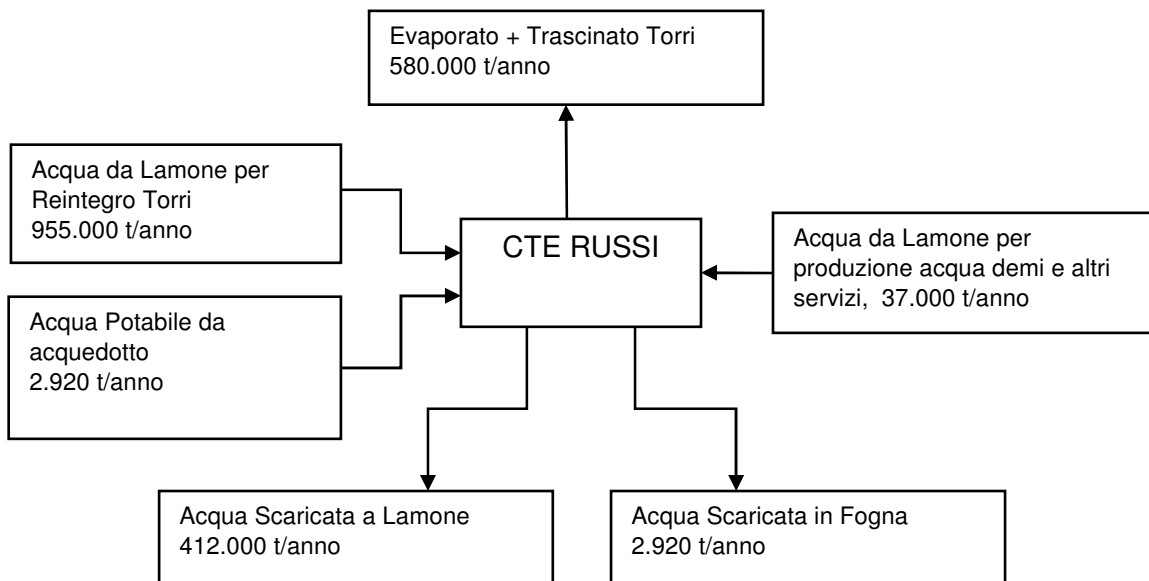 Evaporato + Trascinato Torri
580.000 t/anno
Acqua da Lamone per
Reintegro Torri
955.000 t/anno
CTE RUSSI
Acqua da Lamone per
produzione acqua demi e altri
servizi, 37.000 t/anno
Acqua Potabile da
acquedotto
2.920 t/anno
Acqua Scaricata a Lamone
412.000 t/anno
Acqua Scaricata in Fogna
2.920 t/anno